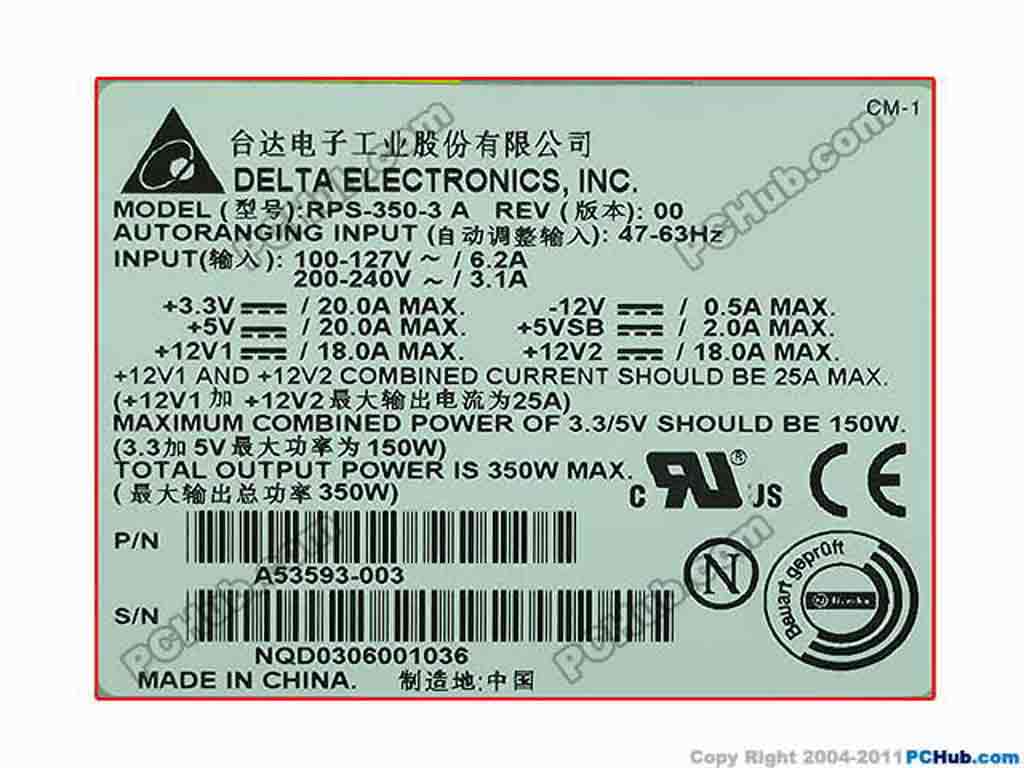 CM-1
台达电子工业股份有限公司
DELTA ELECTRONICS, INC.
MODEL (型号):RPS-350-3 A REV (版本): 00
AUTORANGING INPUT (自动调整输入): 47-63Hz
INPUT(输入): 100-127V ~ / 6.2A
200-240V ~ / 3.1A
+3.3V / 20.0A MAX. -12V / 0.5A MAX.
+5V / 20.0A MAX. +5VSB / 2.0A MAX.
+12V1 / 18.0A MAX. +12V2 / 18.0A MAX.
+12V1 AND +12V2 COMBINED CURRENT SHOULD BE 25A MAX.
(+12V1 加 +12V2 最大输出电流为25A)
MAXIMUM COMBINED POWER OF 3.3/5V SHOULD BE 150W.
(3.3加 5V 最大功率为 150W)
TOTAL OUTPUT POWER IS 350W MAX.
(最大输出总功率350W)
C RU ® US CE
P/N
A53593-003
N
Bauart geprüft
S/N
NQD0306001036
MADE IN CHINA. 制造地:中国
PCHub.com
PCHub.com
PCHub.com
PCHub.com
Copy Right 2004-2011 PCHub.com